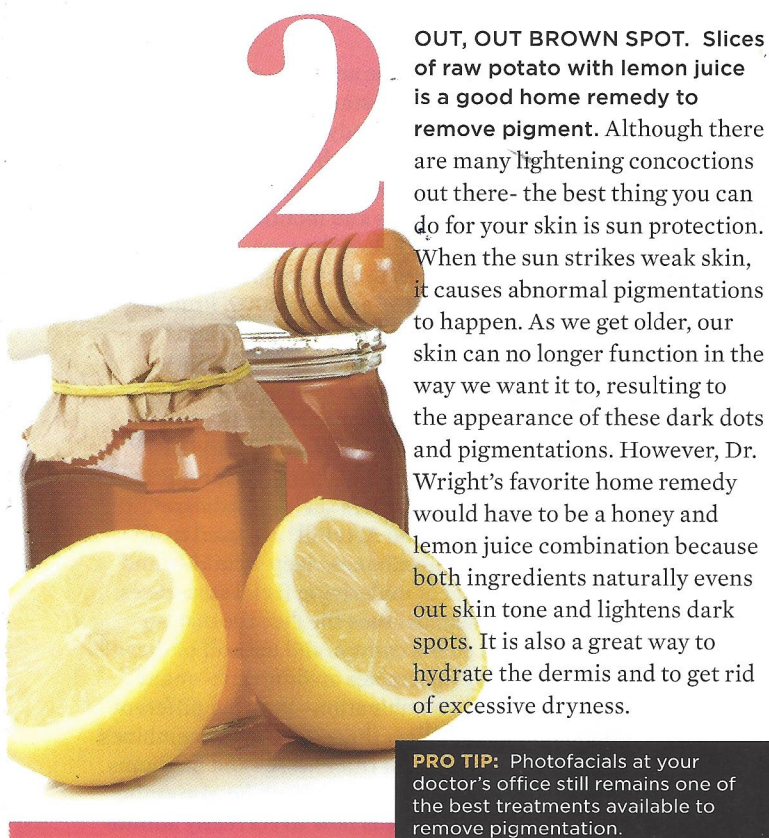 2
OUT, OUT BROWN SPOT. Slices
of raw potato with lemon juice
is a good home remedy to
remove pigment. Although there
are many lightening concoctions
out there- the best thing you can
do for your skin is sun protection.
When the sun strikes weak skin,
it causes abnormal pigmentations
to happen. As we get older, our
skin can no longer function in the
way we want it to, resulting to
the appearance of these dark dots
and pigmentations. However, Dr.
Wright's favorite home remedy
would have to be a honey and
lemon juice combination because
both ingredients naturally evens
out skin tone and lightens dark
spots. It is also a great way to
hydrate the dermis and to get rid
of excessive dryness.
PRO TIP: Photofacials at your
doctor's office still remains one of
the best treatments available to
remove pigmentation.